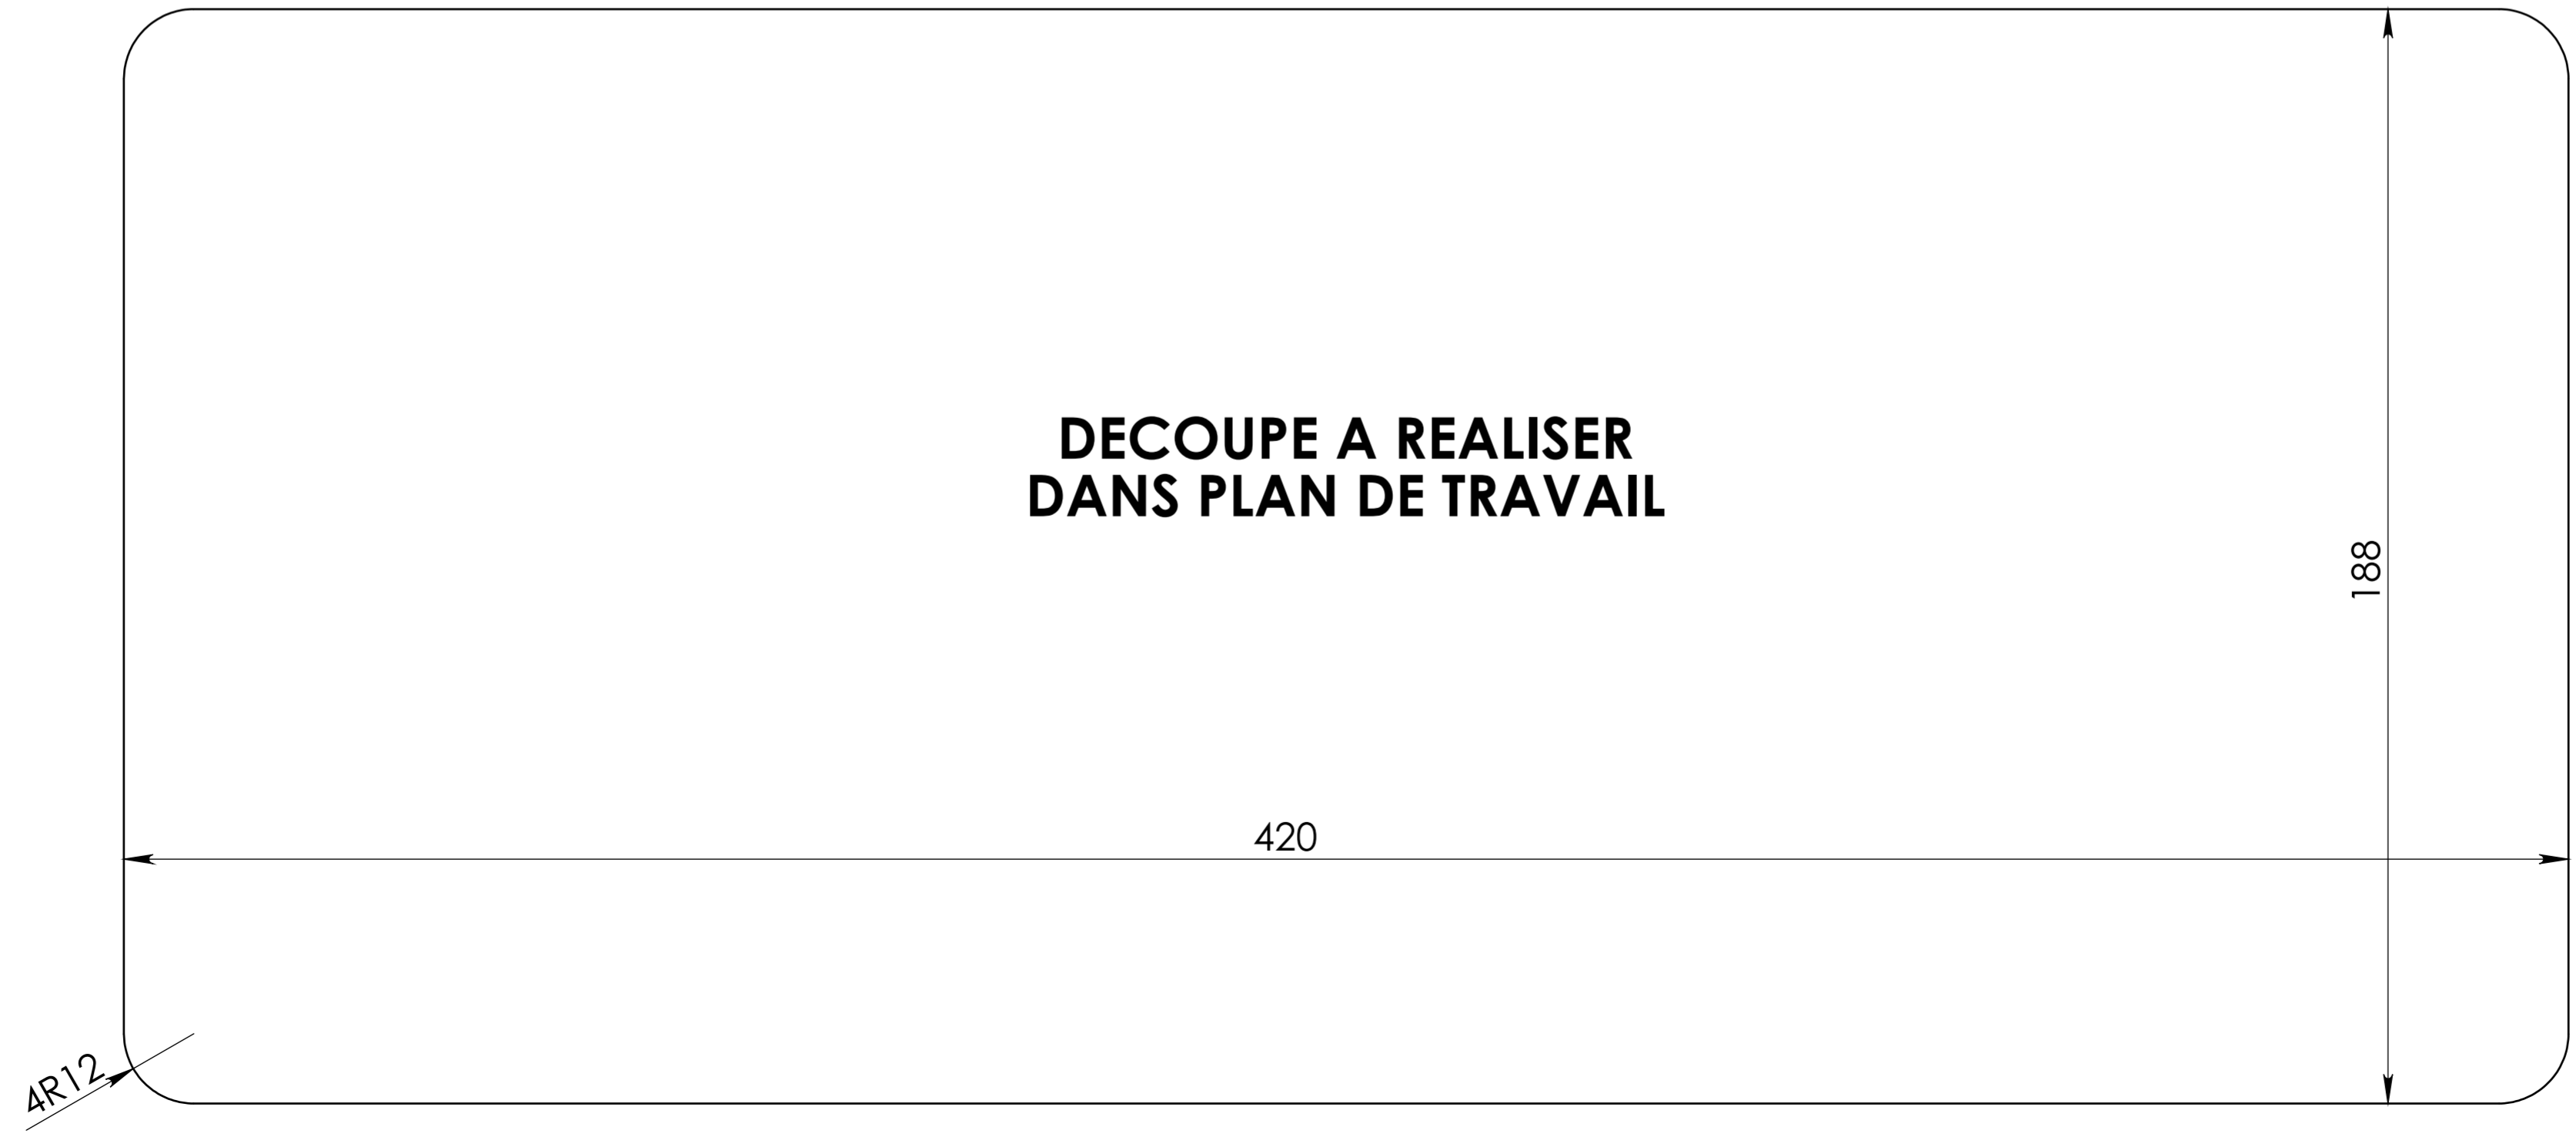 DECOUPE A REALISER
DANS PLAN DE TRAVAIL
188
420
4R12